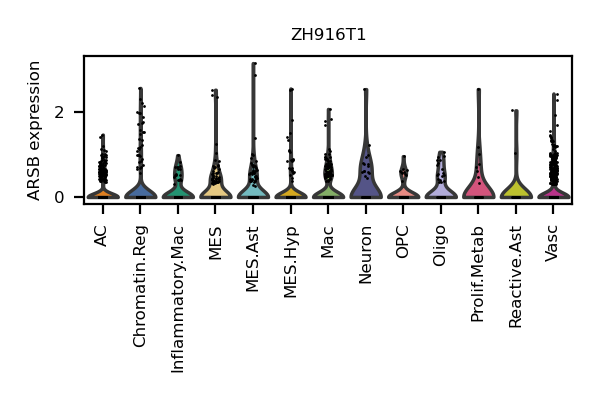 ZH916T1
ARSB expression
2
0
AC
Chromatin.Reg
Inflammatory.Mac
MES
MES.Ast
MES.Hyp
Mac
Neuron
OPC
Oligo
Prolif.Metab
Reactive.Ast
Vasc